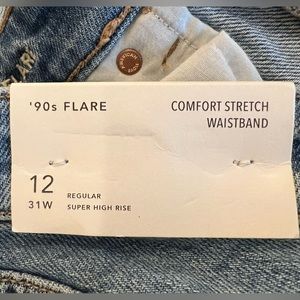 '90s FLARE
COMFORT STRETCH
WAISTBAND
12
31W
REGULAR
SUPER HIGH RISE